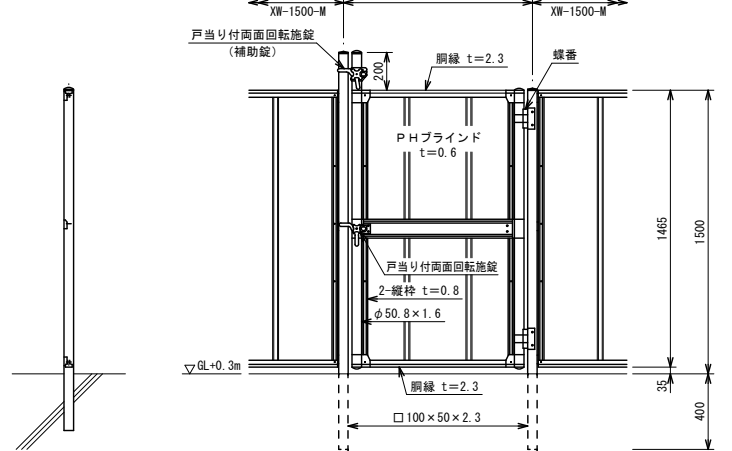 XW-1500-M
XW-1500-M
戸当り付両面回転施錠
(補助錠)
200
胴縁 t=2.3
蝶番
PHブラインド
t=0.6
1465
1500
戸当り付両面回転施錠
2-縦枠 t=0.8
φ50.8×1.6
▽GL+0.3m
胴縁 t=2.3
35
□100×50×2.3
400